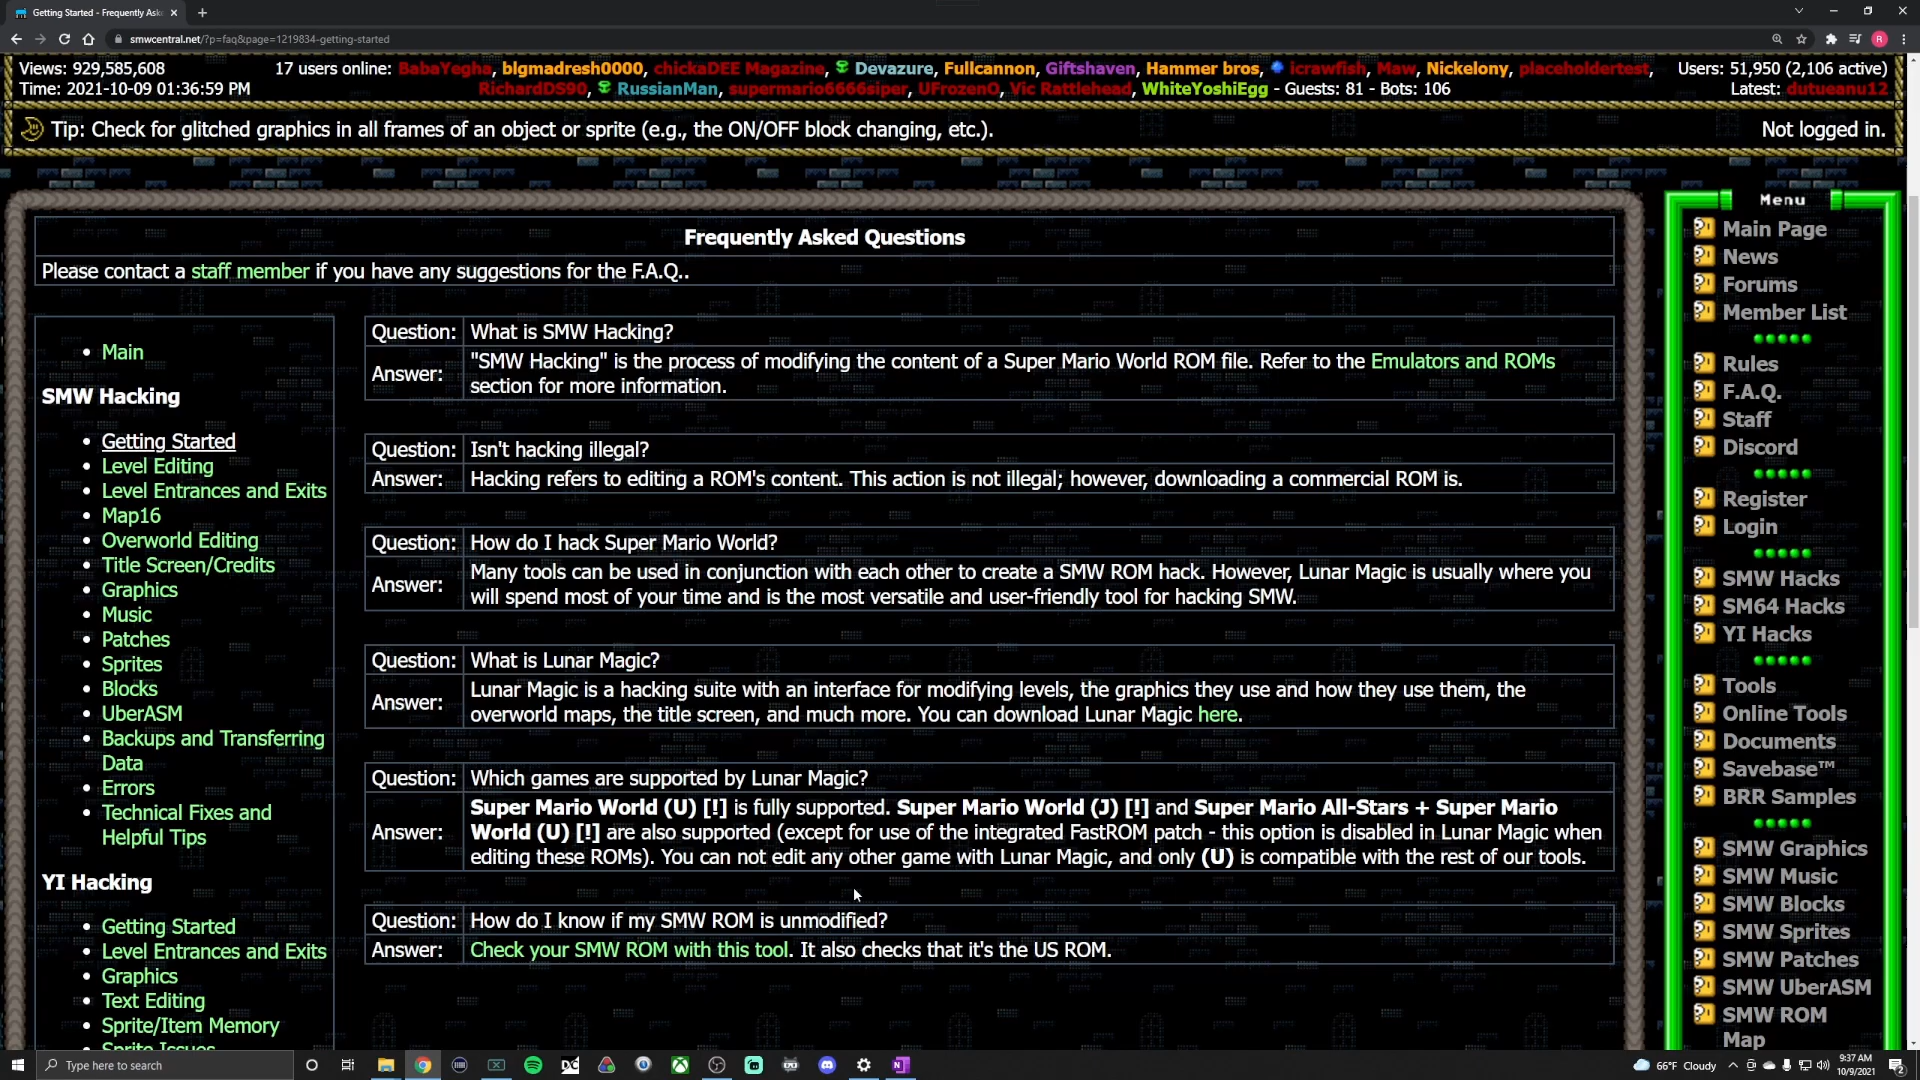 Getting Started - Frequently Ask
smwcentral.net/?p=faq&page=1219834-getting-started
Views: 929,585,608
17 users online: BabaYegha, blgmadresh0000, chickaDEE Magazine, Devazure, Fullcannon, Giftshaven, Hammer bros, icrawfish, Maw, Nickelony, placeholdertest,
Users: 51,950 (2,106 active)
Time: 2021-10-09 01:36:59 PM
RichardDS90, RussianMan, supermario6666siper, UFrozenO, Vic Rattlehead, WhiteYoshiEgg - Guests: 81 - Bots: 106
Latest: dutueanu12
Tip: Check for glitched graphics in all frames of an object or sprite (e.g., the ON/OFF block changing, etc.).
Not logged in.
Frequently Asked Questions
Please contact a staff member if you have any suggestions for the F.A.Q..
Main
SMW Hacking
Getting Started
Level Editing
Level Entrances and Exits
Map16
Overworld Editing
Title Screen/Credits
Graphics
Music
Patches
Sprites
Blocks
UberASM
Backups and Transferring
Data
Errors
Technical Fixes and
Helpful Tips
YI Hacking
Getting Started
Level Entrances and Exits
Graphics
Text Editing
Sprite/Item Memory
Sprite Issues
Question: What is SMW Hacking?
Answer: "SMW Hacking" is the process of modifying the content of a Super Mario World ROM file. Refer to the Emulators and ROMs
section for more information.
Question: Isn't hacking illegal?
Answer: Hacking refers to editing a ROM's content. This action is not illegal; however, downloading a commercial ROM is.
Question: How do I hack Super Mario World?
Answer: Many tools can be used in conjunction with each other to create a SMW ROM hack. However, Lunar Magic is usually where you
will spend most of your time and is the most versatile and user-friendly tool for hacking SMW.
Question: What is Lunar Magic?
Answer: Lunar Magic is a hacking suite with an interface for modifying levels, the graphics they use and how they use them, the
overworld maps, the title screen, and much more. You can download Lunar Magic here.
Question: Which games are supported by Lunar Magic?
Answer: Super Mario World (U) [!] is fully supported. Super Mario World (J) [!] and Super Mario All-Stars + Super Mario
World (U) [!] are also supported (except for use of the integrated FastROM patch - this option is disabled in Lunar Magic when
editing these ROMs). You can not edit any other game with Lunar Magic, and only (U) is compatible with the rest of our tools.
Question: How do I know if my SMW ROM is unmodified?
Answer: Check your SMW ROM with this tool. It also checks that it's the US ROM.
Menu
Main Page
News
Forums
Member List
Rules
F.A.Q.
Staff
Discord
Register
Login
SMW Hacks
SM64 Hacks
YI Hacks
Tools
Online Tools
Documents
Savebase™
BRR Samples
SMW Graphics
SMW Music
SMW Blocks
SMW Sprites
SMW Patches
SMW UberASM
SMW ROM
Map
Type here to search
66°F Cloudy
9:37 AM
10/9/2021